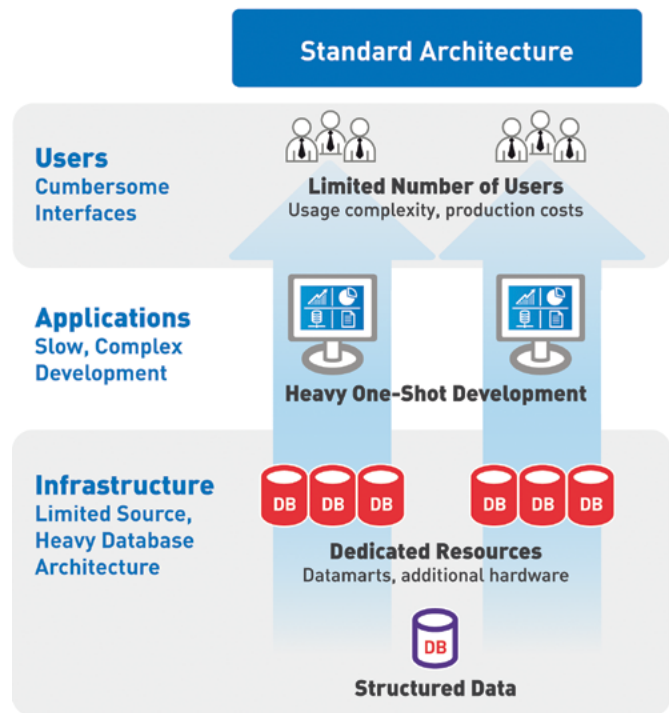 Standard Architecture
Users
Cumbersome
Interfaces
Limited Number of Users
Usage complexity, production costs
Applications
Slow, Complex
Development
Heavy One-Shot Development
Infrastructure
Limited Source,
Heavy Database
Architecture
DB DB DB DB DB DB
Dedicated Resources
Datamarts, additional hardware
DB
Structured Data